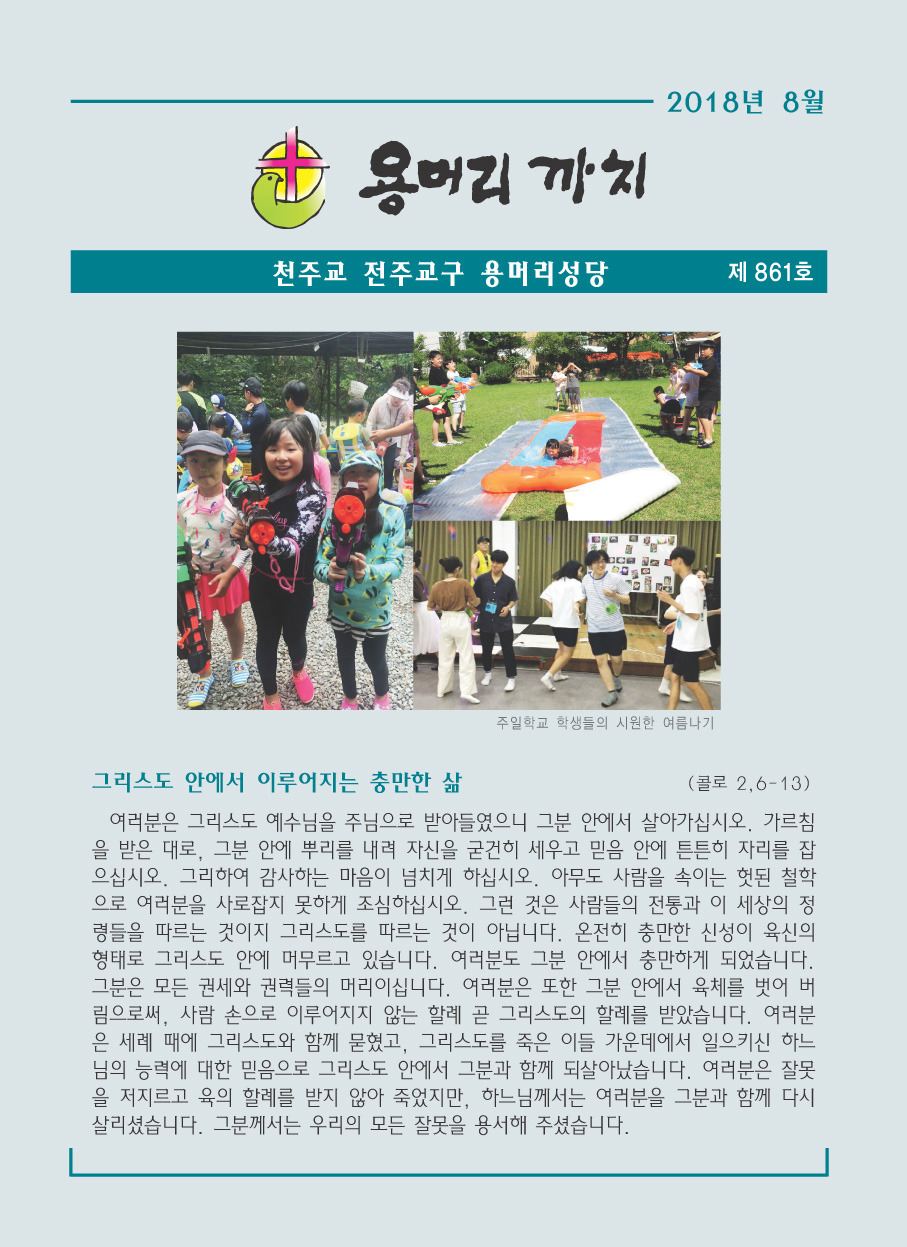 2018년 8월
용머리 까치
천주교 전주교구 용머리성당 제 861호
주일학교 학생들의 시원한 여름나기
그리스도 안에서 이루어지는 충만한 삶 (콜로 2,6-13)
여러분은 그리스도 예수님을 주님으로 받아들였으니 그분 안에서 살아가십시오. 가르침
을 받은 대로, 그분 안에 뿌리를 내려 자신을 굳건히 세우고 믿음 안에 튼튼히 자리를 잡
으십시오. 그리하여 감사하는 마음이 넘치게 하십시오. 아무도 사람을 속이는 헛된 철학
으로 여러분을 사로잡지 못하게 조심하십시오. 그런 것은 사람들의 전통과 이 세상의 정
령들을 따르는 것이지 그리스도를 따르는 것이 아닙니다. 온전히 충만한 신성이 육신의
형태로 그리스도 안에 머무르고 있습니다. 여러분도 그분 안에서 충만하게 되었습니다.
그분은 모든 권세와 권력들의 머리이십니다. 여러분은 또한 그분 안에서 육체를 벗어 버
림으로써, 사람 손으로 이루어지지 않는 할례 곧 그리스도의 할례를 받았습니다. 여러분
은 세례 때에 그리스도와 함께 묻혔고, 그리스도를 죽은 이들 가운데에서 일으키신 하느
님의 능력에 대한 믿음으로 그리스도 안에서 그분과 함께 되살아났습니다. 여러분은 잘못
을 저지르고 육의 할례를 받지 않아 죽었지만, 하느님께서는 여러분을 그분과 함께 다시
살리셨습니다. 그분께서는 우리의 모든 잘못을 용서해 주셨습니다.